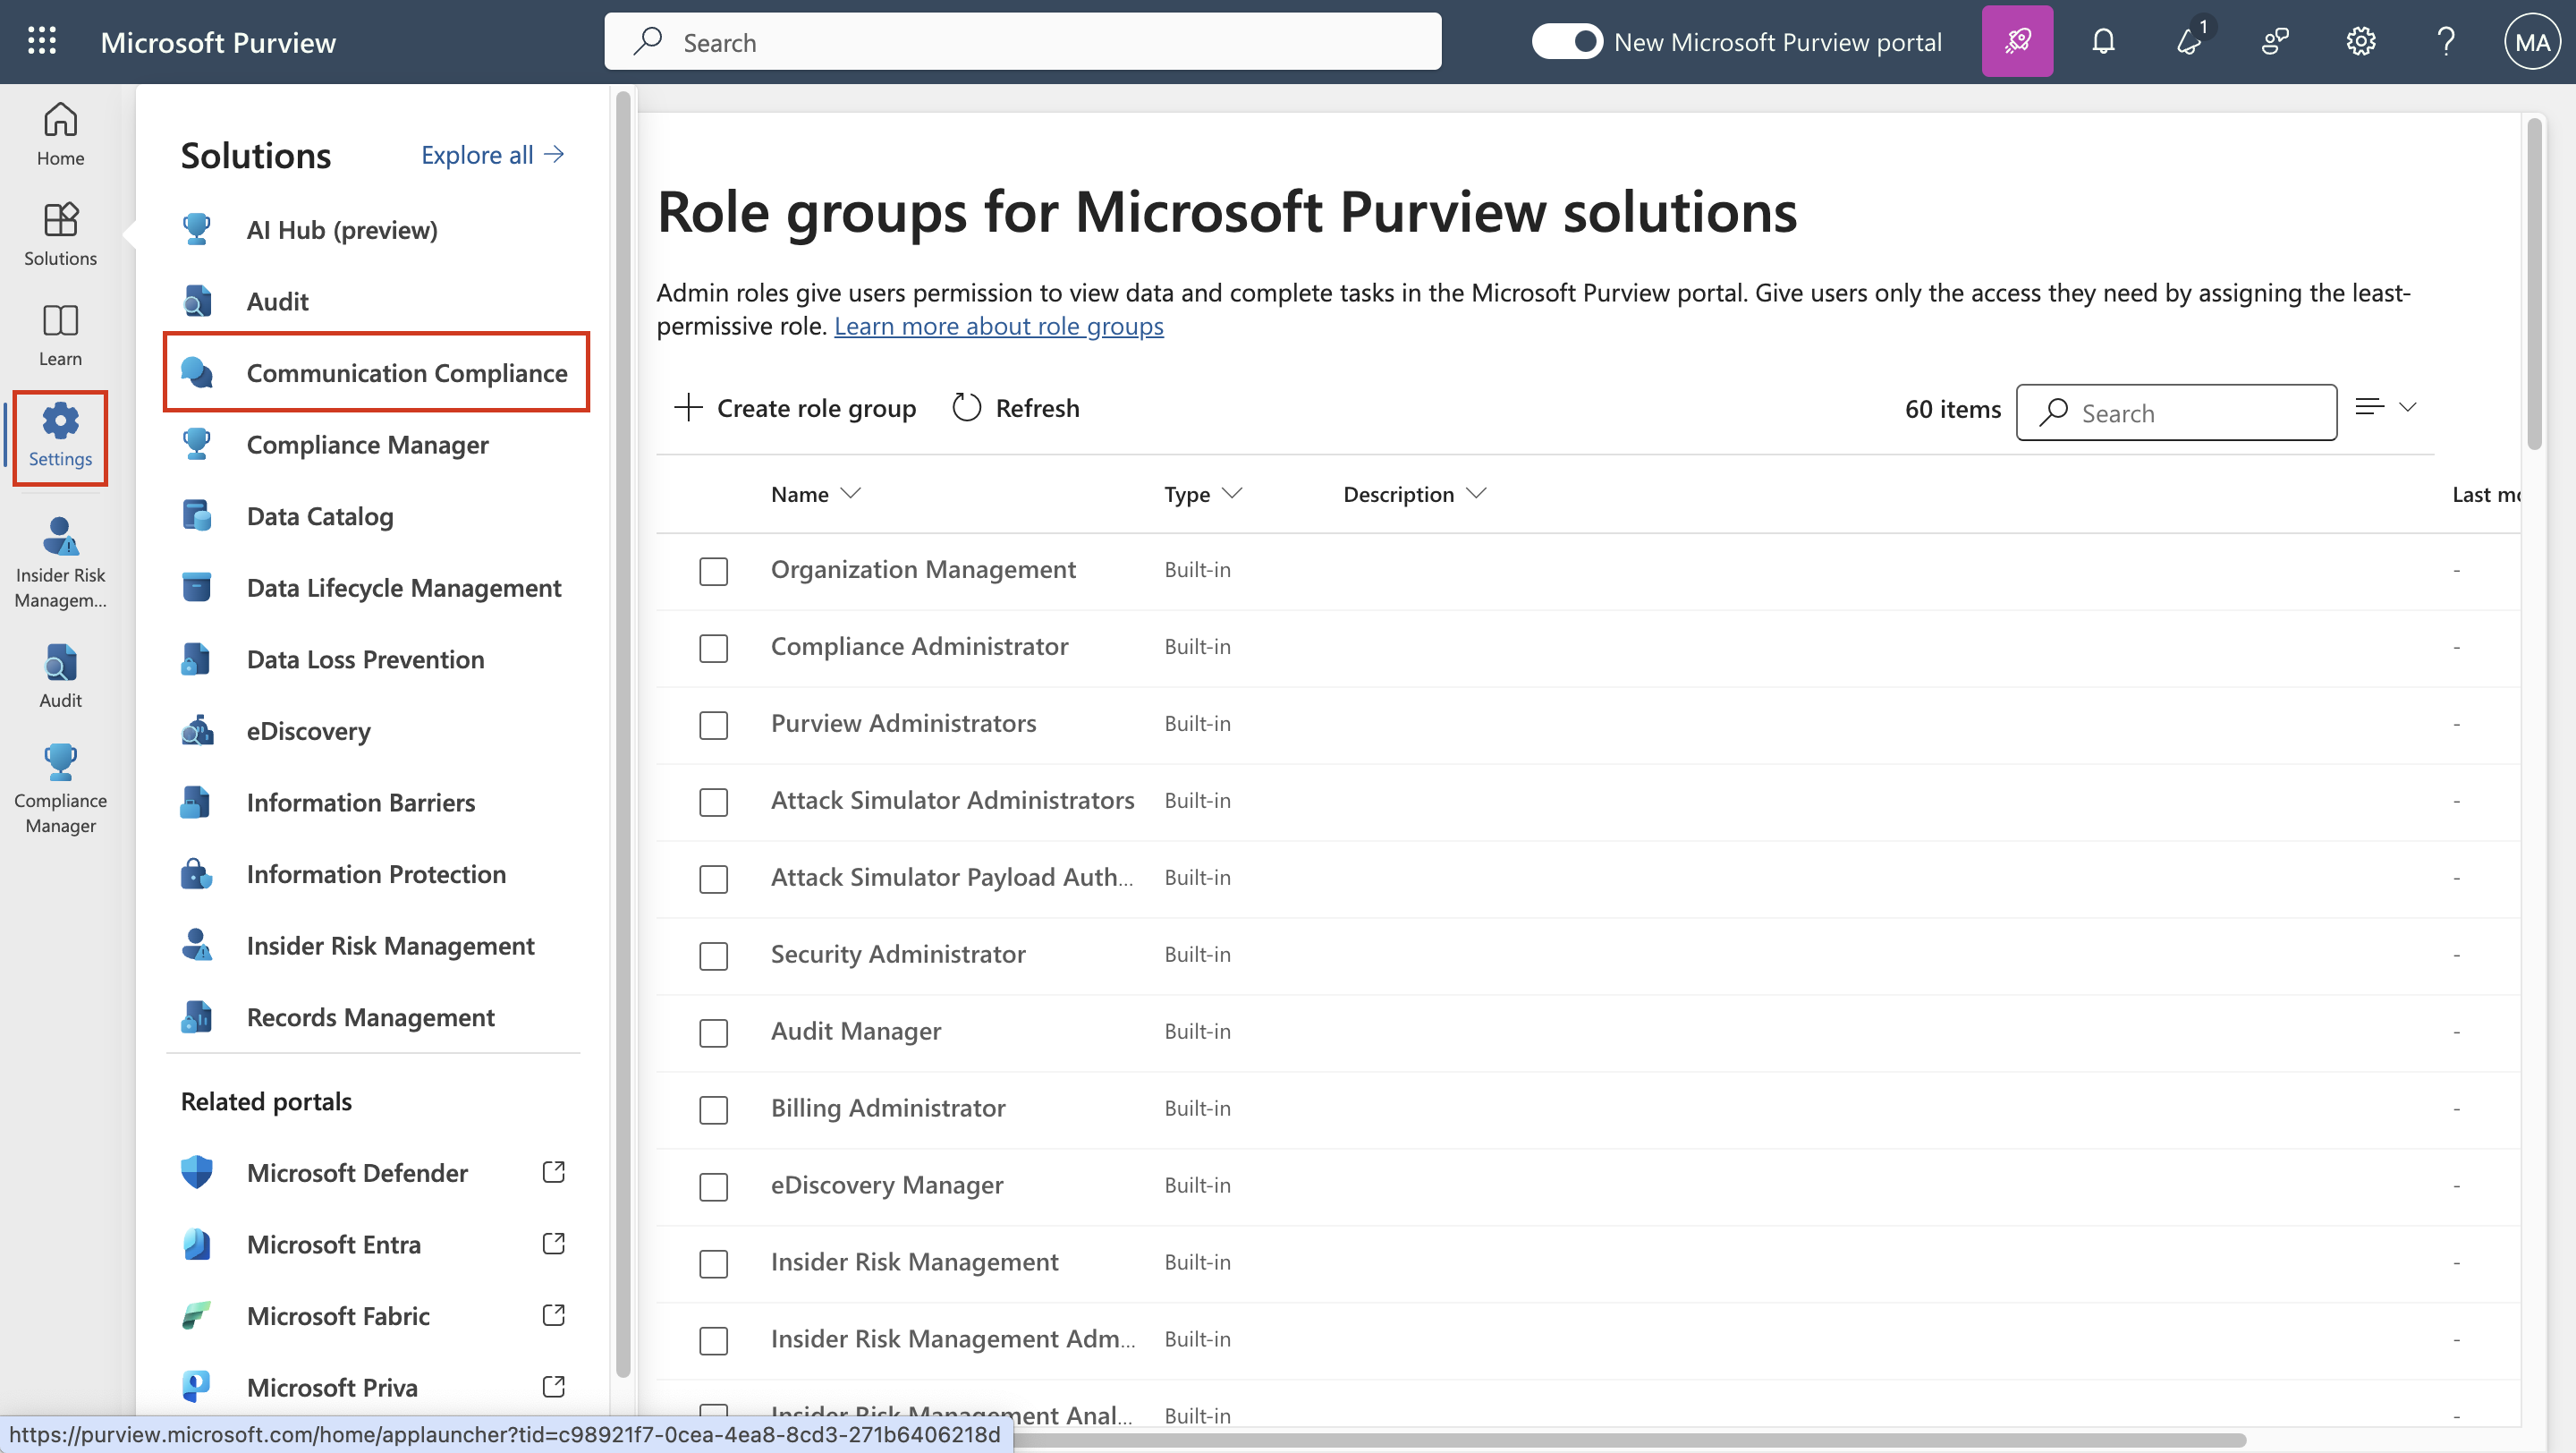 Microsoft Purview
Search
New Microsoft Purview portal
1
MA
Home
Solutions
Learn
Settings
Insider Risk
Managem...
Audit
Compliance
Manager
Solutions
Explore all
AI Hub (preview)
Audit
Communication Compliance
Compliance Manager
Data Catalog
Data Lifecycle Management
Data Loss Prevention
eDiscovery
Information Barriers
Information Protection
Insider Risk Management
Records Management
Related portals
Microsoft Defender
Microsoft Entra
Microsoft Fabric
Microsoft Priva
https://purview.microsoft.com/home/applauncher?tid=c98921f7-0cea-4ea8-8cd3-271b6406218d
Role groups for Microsoft Purview solutions
Admin roles give users permission to view data and complete tasks in the Microsoft Purview portal. Give users only the access they need by assigning the least-
permissive role. Learn more about role groups
Create role group Refresh 60 items Search
Name Type Description Last mo
Organization Management Built-in -
Compliance Administrator Built-in -
Purview Administrators Built-in -
Attack Simulator Administrators Built-in -
Attack Simulator Payload Auth... Built-in -
Security Administrator Built-in -
Audit Manager Built-in -
Billing Administrator Built-in -
eDiscovery Manager Built-in -
Insider Risk Management Built-in -
Insider Risk Management Adm... Built-in -
Insider Risk Management Anal... Built-in -